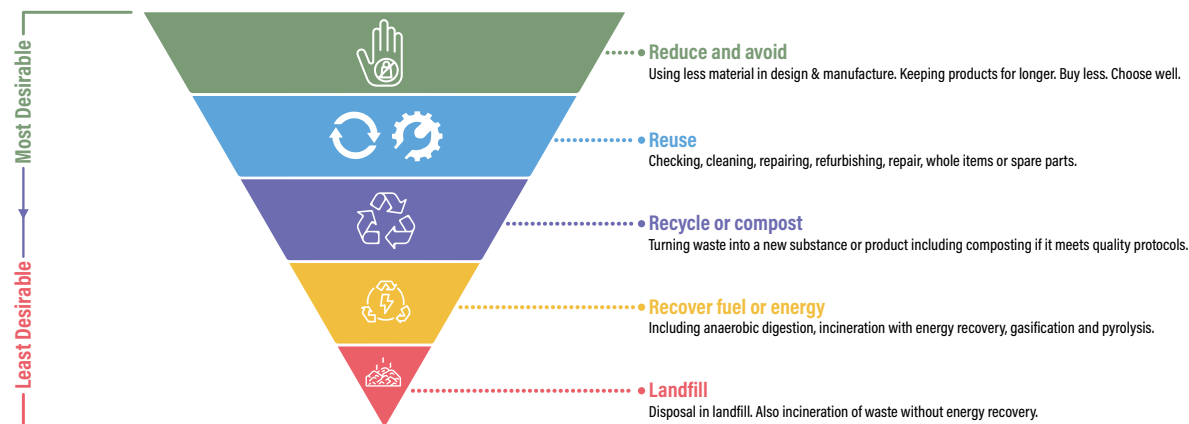 Most Desirable
Least Desirable
Reduce and avoid
Using less material in design & manufacture. Keeping products for longer. Buy less. Choose well.
Reuse
Checking, cleaning, repairing, refurbishing, repair, whole items or spare parts.
Recycle or compost
Turning waste into a new substance or product including composting if it meets quality protocols.
Recover fuel or energy
Including anaerobic digestion, incineration with energy recovery, gasification and pyrolysis.
Landfill
Disposal in landfill. Also incineration of waste without energy recovery.